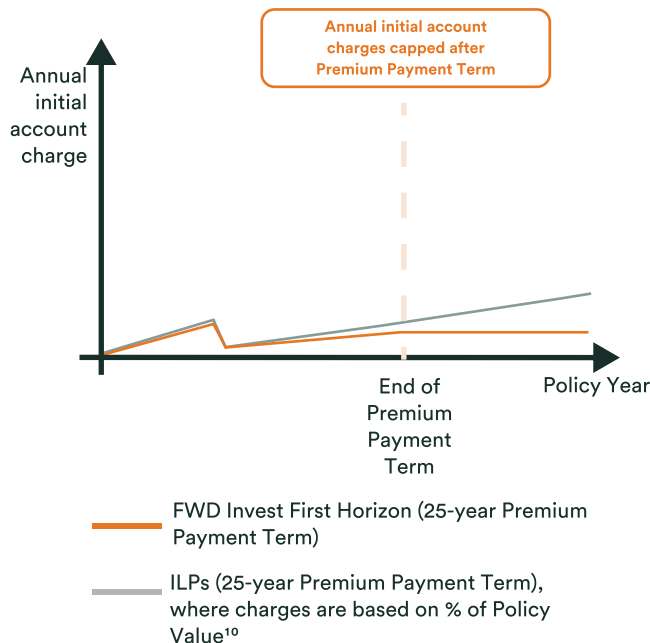 Annual initial account
charges capped after
Premium Payment Term
Annual
initial
account
charge
End of
Premium
Payment
Term
Policy Year
FWD Invest First Horizon (25-year Premium
Payment Term)
ILPs (25-year Premium Payment Term),
where charges are based on % of Policy
Value¹⁰